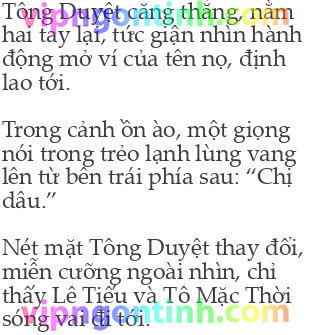 Tông Duyệt căng thẳng, nắm
hai tay lại, tức giận nhìn hành
động mở ví của tên nọ, định
lao tới.
Trong cảnh ồn ào, một giọng
nói trong trẻo lạnh lùng vang
lên từ bên trái phía sau: “Chị
dâu.”
Nét mặt Tông Duyệt thay đổi,
miễn cưỡng ngoài nhìn, chỉ
thấy Lê Tiếu và Tô Mặc Thời
sóng vai đi tới.
vipngontinh.com
vipngontinh.com